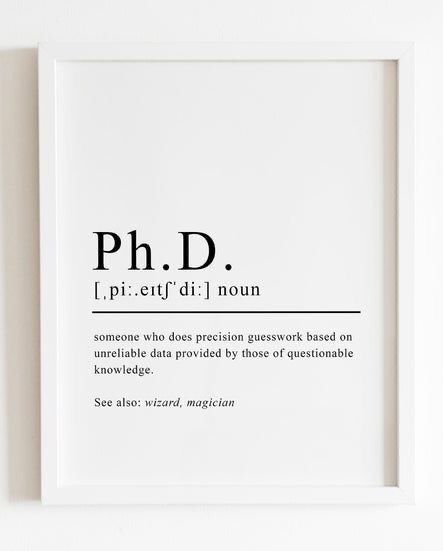 Ph.D.
[ˌpiː.eɪtʃˈdiː] noun
someone who does precision guesswork based on
unreliable data provided by those of questionable
knowledge.
See also: wizard, magician